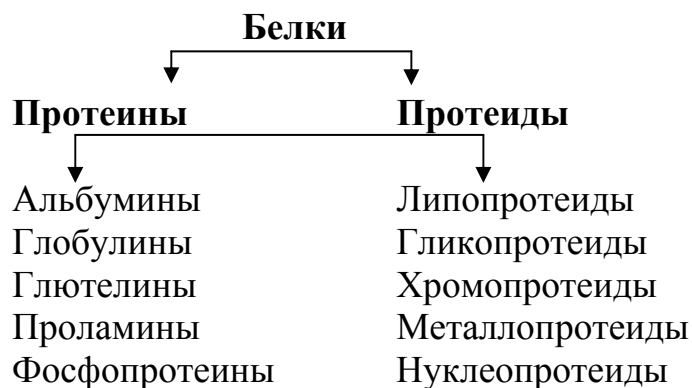 Белки
Протеины Протеиды
Альбумины Липопротеиды
Глобулины Гликопротеиды
Глютелины Хромопротеиды
Проламины Металлопротеиды
Фосфопротеины Нуклеопротеиды